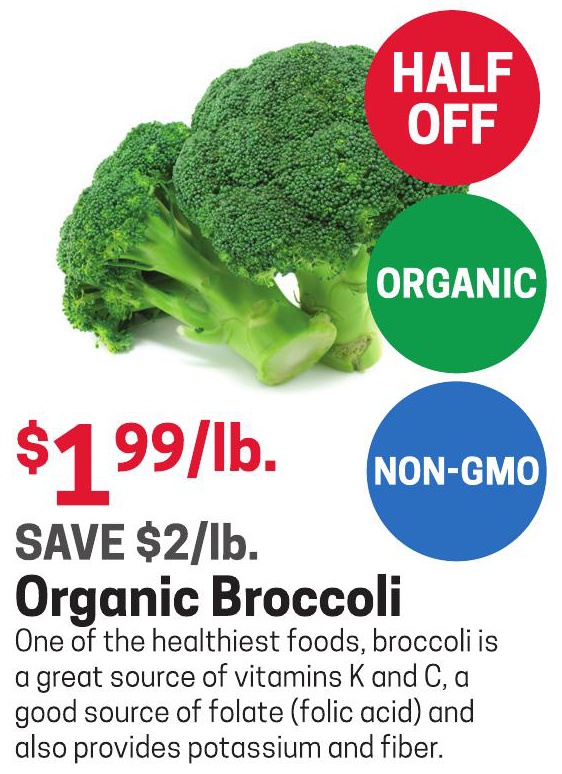 HALF
OFF
ORGANIC
NON-GMO
$1 99/lb.
SAVE $2/lb.
Organic Broccoli
One of the healthiest foods, broccoli is
a great source of vitamins K and C, a
good source of folate (folic acid) and
also provides potassium and fiber.